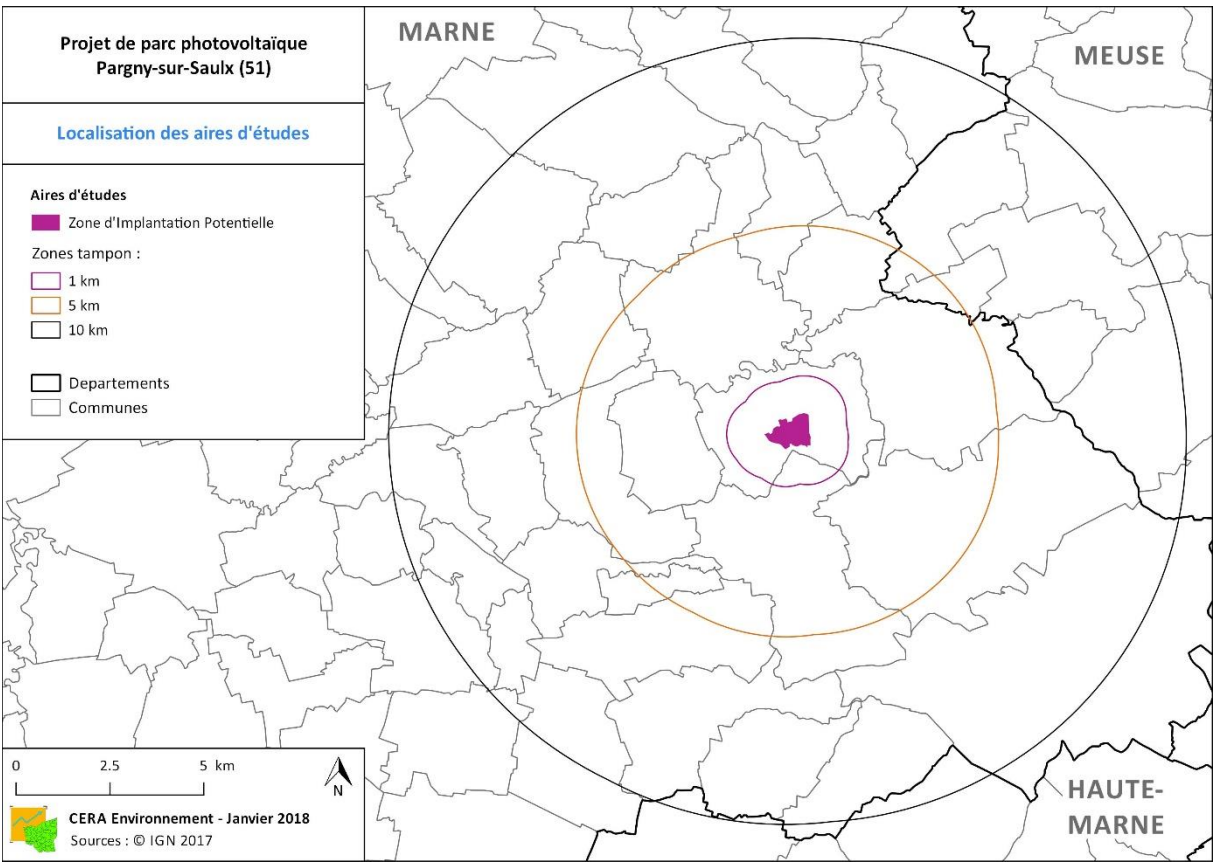 Projet de parc photovoltaïque
Pargny-sur-Saulx (51)
Localisation des aires d'études
Aires d'études
Zone d'Implantation Potentielle
Zones tampon :
1 km
5 km
10 km
Departements
Communes
MARNE
MEUSE
HAUTE-
MARNE
0 2.5 5 km
N
CERA Environnement - Janvier 2018
Sources : © IGN 2017